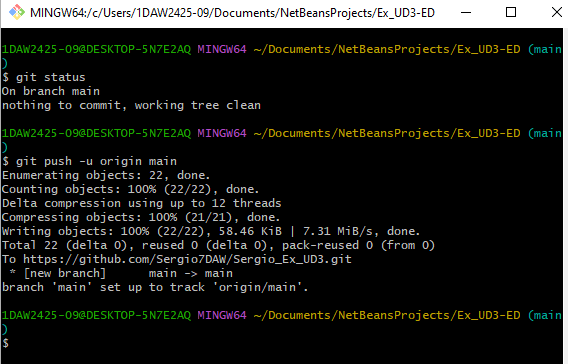 MINGW64:/c/Users/1DAW2425-09/Documents/NetBeansProjects/Ex_UD3-ED
1DAW2425-09@DESKTOP-5N7E2AQ MINGW64 ~/Documents/NetBeansProjects/Ex_UD3-ED (main
)
$ git status
On branch main
nothing to commit, working tree clean
1DAW2425-09@DESKTOP-5N7E2AQ MINGW64 ~/Documents/NetBeansProjects/Ex_UD3-ED (main
)
$ git push -u origin main
Enumerating objects: 22, done.
Counting objects: 100% (22/22), done.
Delta compression using up to 12 threads
Compressing objects: 100% (21/21), done.
Writing objects: 100% (22/22), 58.46 KiB | 7.31 MiB/s, done.
Total 22 (delta 0), reused 0 (delta 0), pack-reused 0 (from 0)
To https://github.com/Sergio7DAW/Sergio_Ex_UD3.git
 * [new branch]      main -> main
branch 'main' set up to track 'origin/main'.
1DAW2425-09@DESKTOP-5N7E2AQ MINGW64 ~/Documents/NetBeansProjects/Ex_UD3-ED (main
)
$